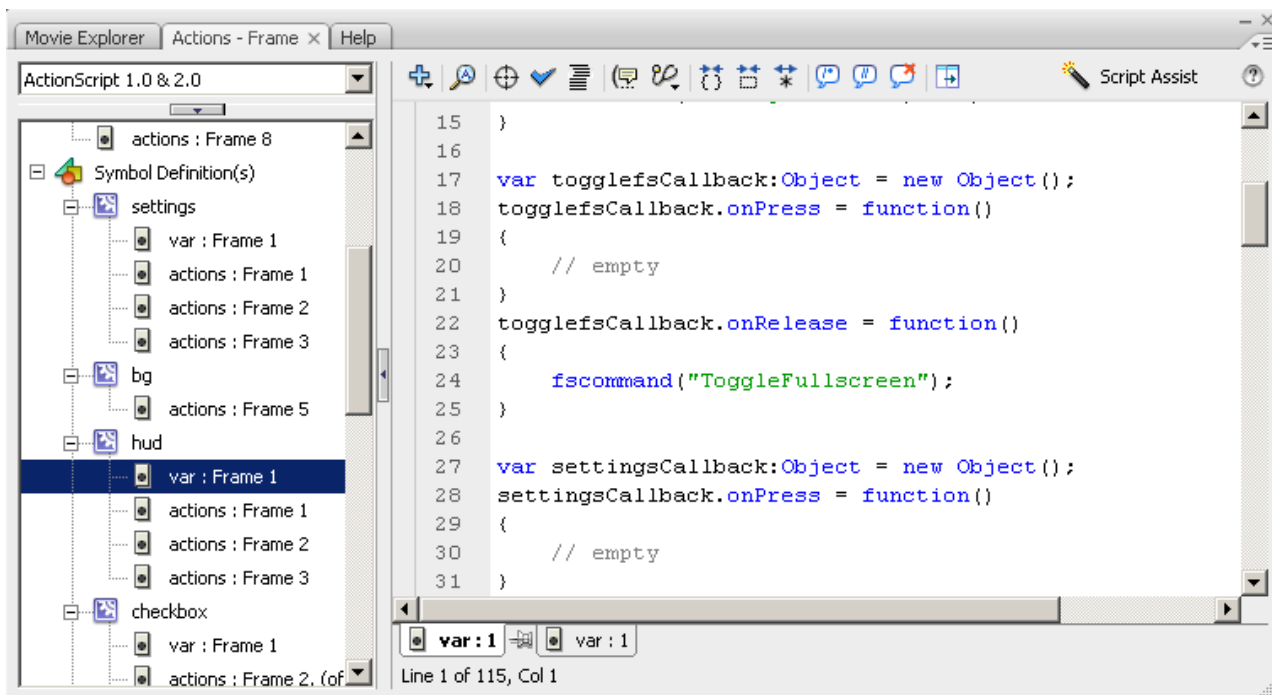 Movie Explorer Actions - Frame × Help
ActionScript 1.0 & 2.0
Script Assist
actions : Frame 8
Symbol Definition(s)
settings
var : Frame 1
actions : Frame 1
actions : Frame 2
actions : Frame 3
bg
actions : Frame 5
hud
var : Frame 1
actions : Frame 1
actions : Frame 2
actions : Frame 3
checkbox
var : Frame 1
actions : Frame 2. (of
15 }
16
17 var togglefsCallback:Object = new Object();
18 togglefsCallback.onPress = function()
19 {
20 // empty
21 }
22 togglefsCallback.onRelease = function()
23 {
24 fscommand("ToggleFullscreen");
25 }
26
27 var settingsCallback:Object = new Object();
28 settingsCallback.onPress = function()
29 {
30 // empty
31 }
var : 1 var : 1
Line 1 of 115, Col 1